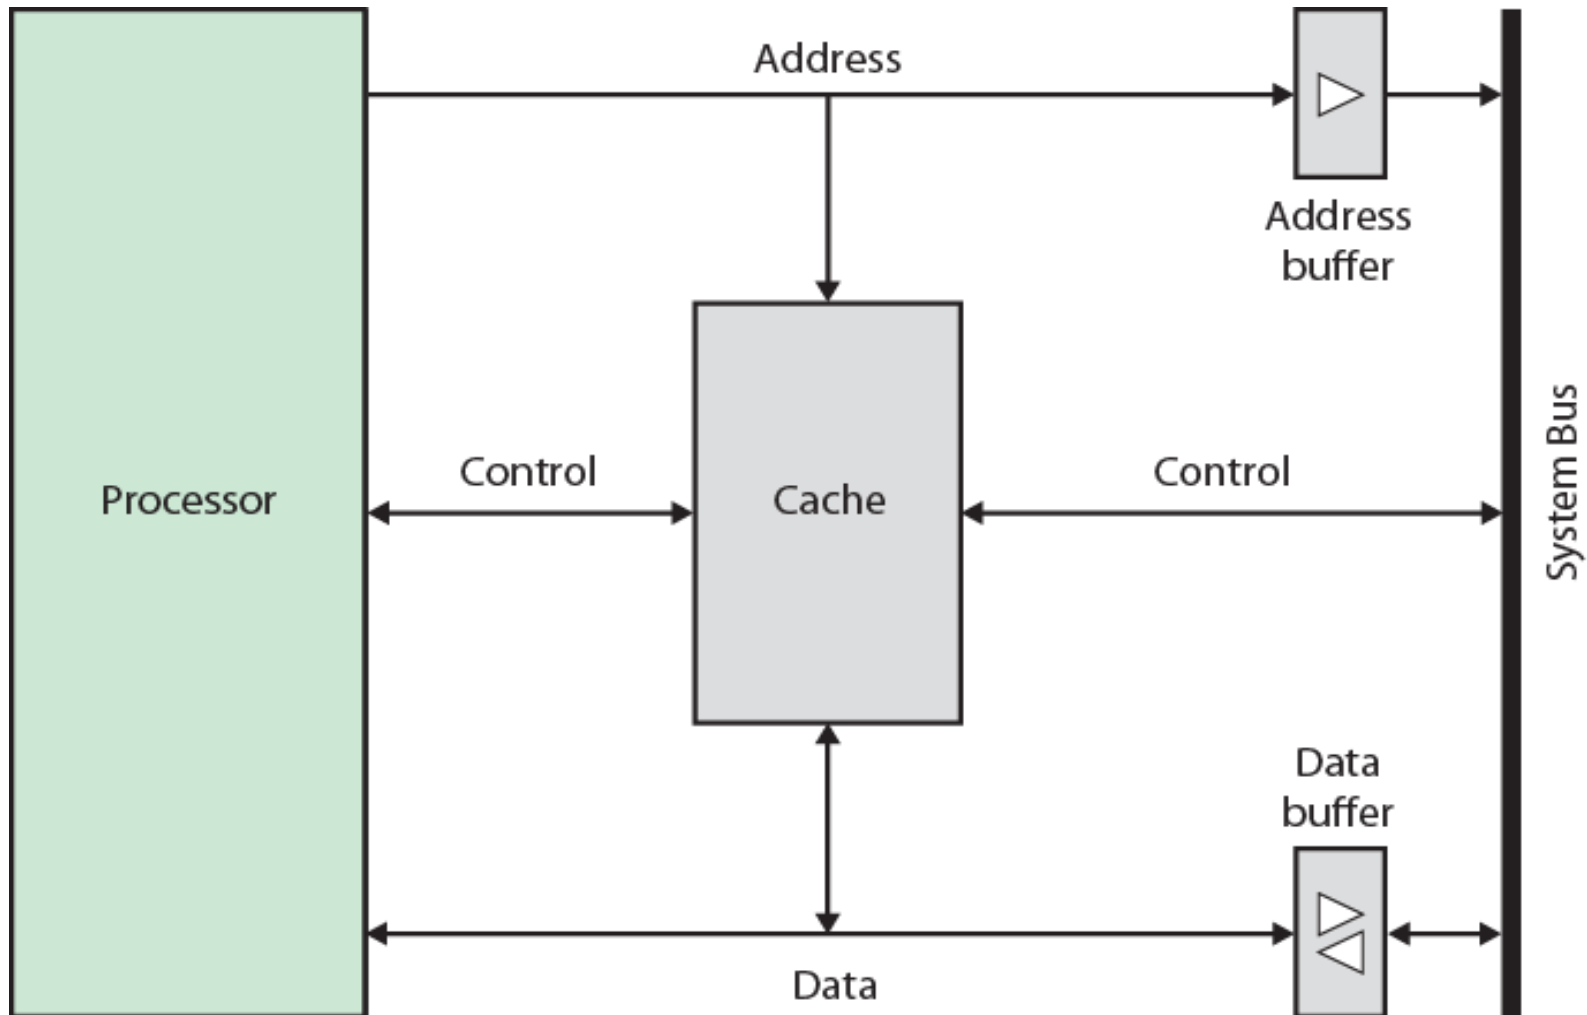 Address
Address
buffer
Control
Control
Processor
Cache
System Bus
Data
buffer
Data